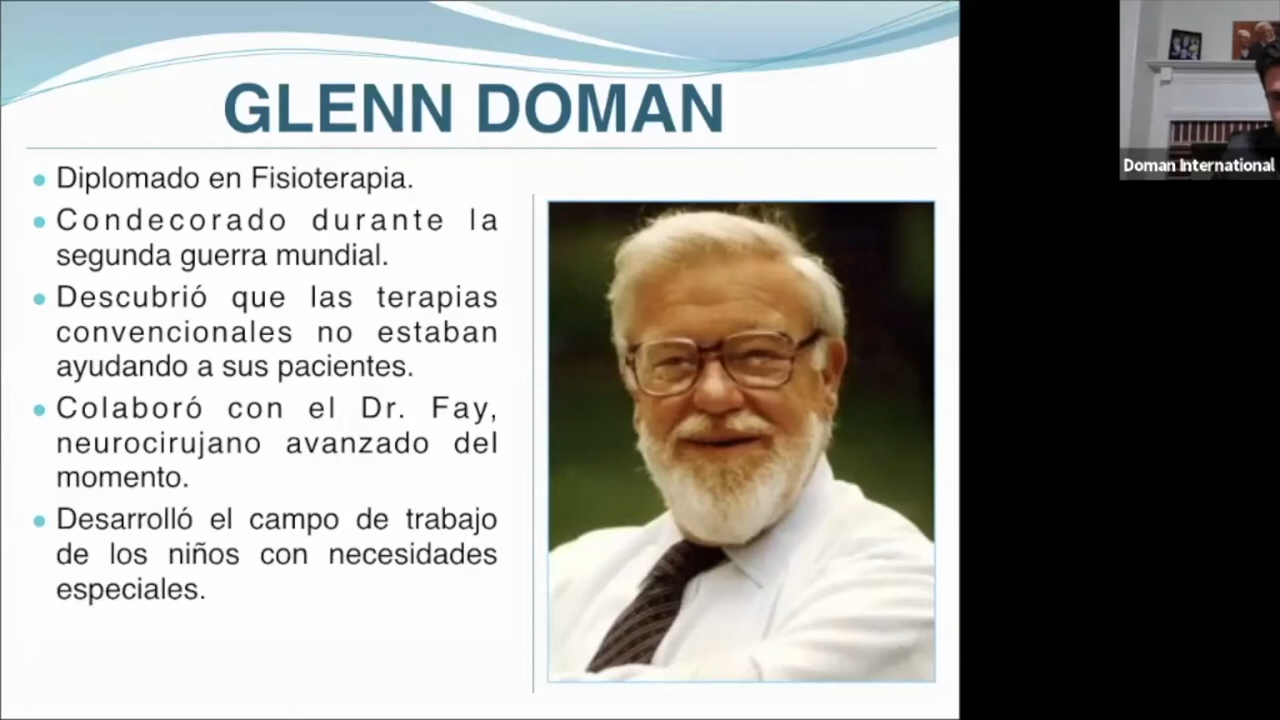 GLENN DOMAN
Diplomado en Fisioterapia.
Condecorado durante la
segunda guerra mundial.
Descubrió que las terapias
convencionales no estaban
ayudando a sus pacientes.
Colaboró con el Dr. Fay,
neurocirujano avanzado del
momento.
Desarrolló el campo de trabajo
de los niños con necesidades
especiales.
Doman International